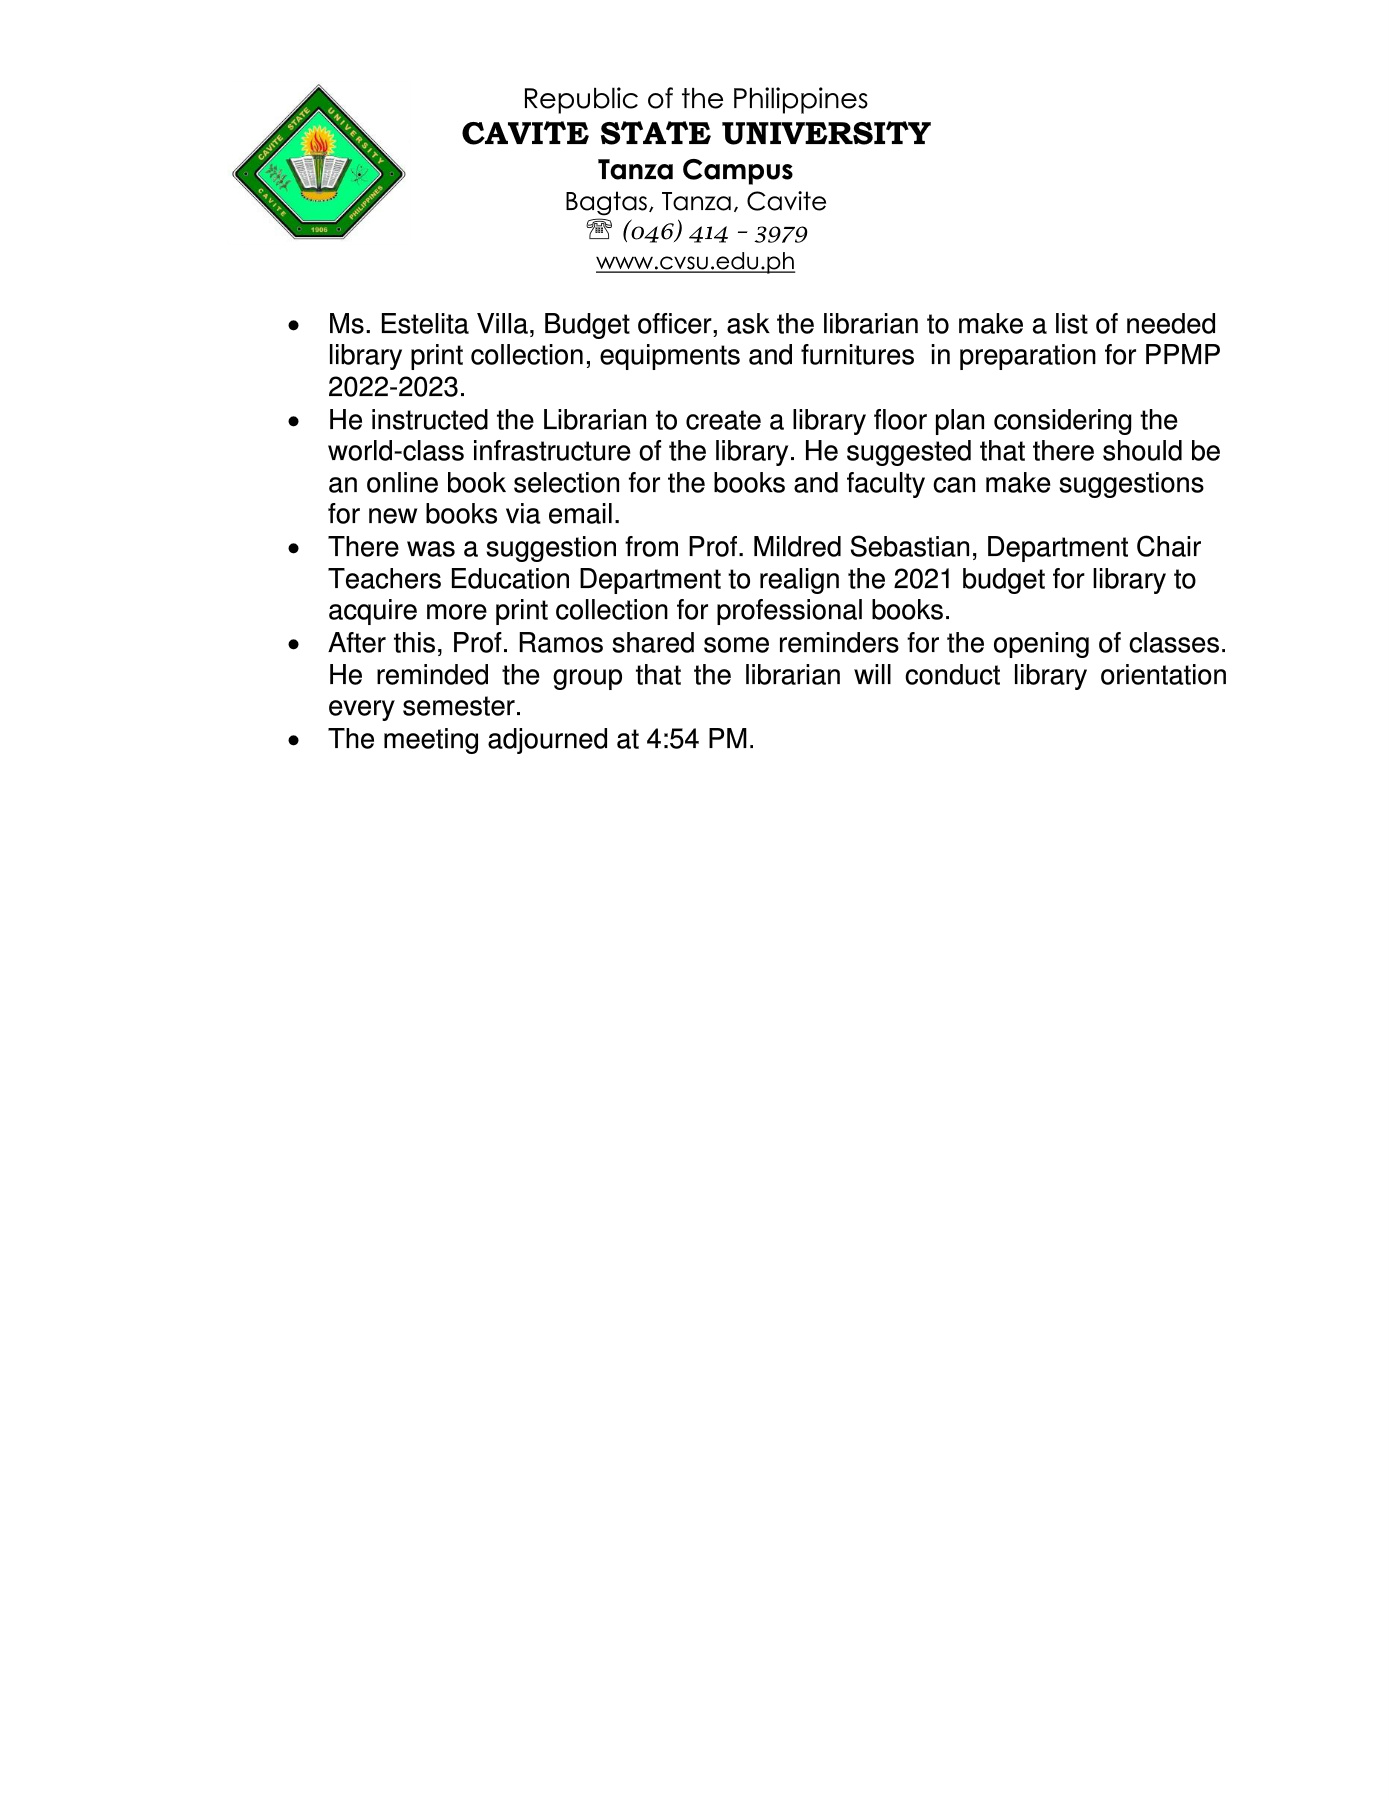 CAVITE STATE UNIVERSITY
CAVITE PHILIPPINES
1906
Republic of the Philippines
CAVITE STATE UNIVERSITY
Tanza Campus
Bagtas, Tanza, Cavite
☏ (046) 414 – 3979
www.cvsu.edu.ph
• Ms. Estelita Villa, Budget officer, ask the librarian to make a list of needed
library print collection, equipments and furnitures  in preparation for PPMP
2022-2023.
• He instructed the Librarian to create a library floor plan considering the
world-class infrastructure of the library. He suggested that there should be
an online book selection for the books and faculty can make suggestions
for new books via email.
• There was a suggestion from Prof. Mildred Sebastian, Department Chair
Teachers Education Department to realign the 2021 budget for library to
acquire more print collection for professional books.
• After this, Prof. Ramos shared some reminders for the opening of classes.
He reminded the group that the librarian will conduct library orientation
every semester.
• The meeting adjourned at 4:54 PM.